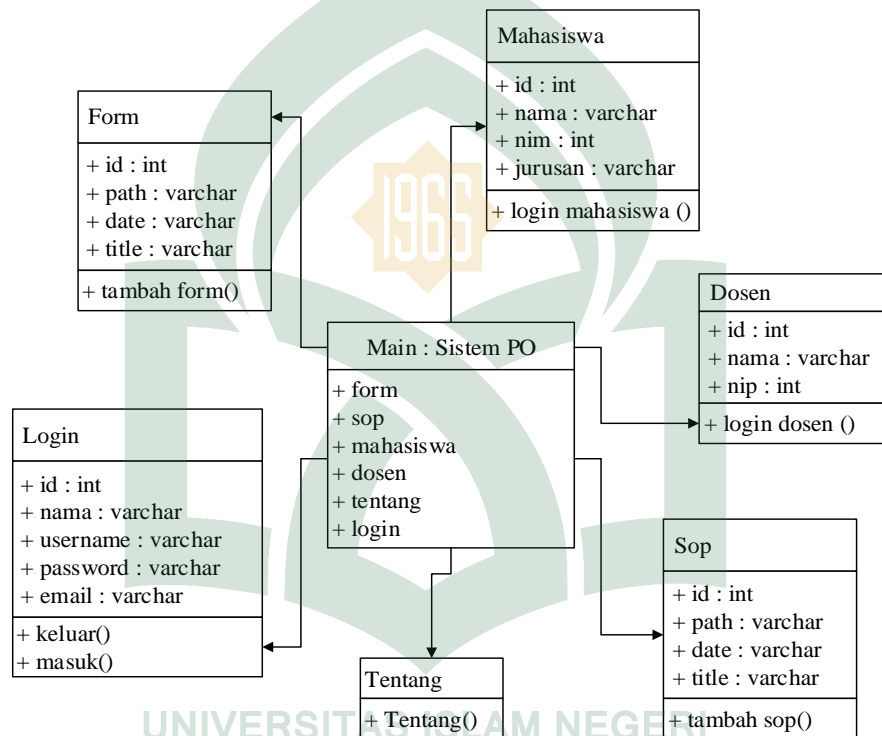 Mahasiswa
+ id : int
+ nama : varchar
+ nim : int
+ jurusan : varchar
+ login mahasiswa ()
Form
+ id : int
+ path : varchar
+ date : varchar
+ title : varchar
+ tambah form()
1965
Dosen
+ id : int
+ nama : varchar
+ nip : int
+ login dosen ()
Main : Sistem PO
+ form
+ sop
+ mahasiswa
+ dosen
+ tentang
+ login
Login
+ id : int
+ nama : varchar
+ username : varchar
+ password : varchar
+ email : varchar
+ keluar()
+ masuk()
Sop
+ id : int
+ path : varchar
+ date : varchar
+ title : varchar
+ tambah sop()
Tentang
+ Tentang()
UNIVERSITAS ISLAM NEGERI